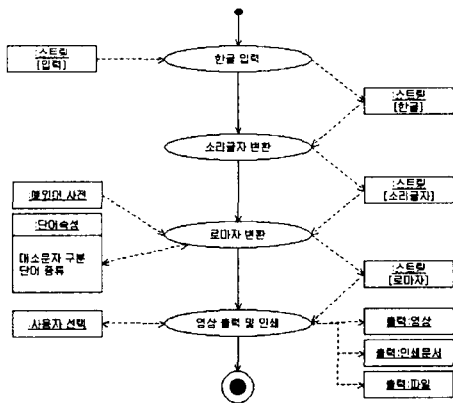 :스트링
[입력]
한글 입력
:스트링
[한글]
소리글자 변환
:스트링
[소리글자]
:예외어 사전
:단어속성
대소문자 구분
단어 종류
로마자 변환
:스트링
[로마자]
:사용자 선택
영상 출력 및 인쇄
출력:영상
출력:인쇄문서
출력:파일